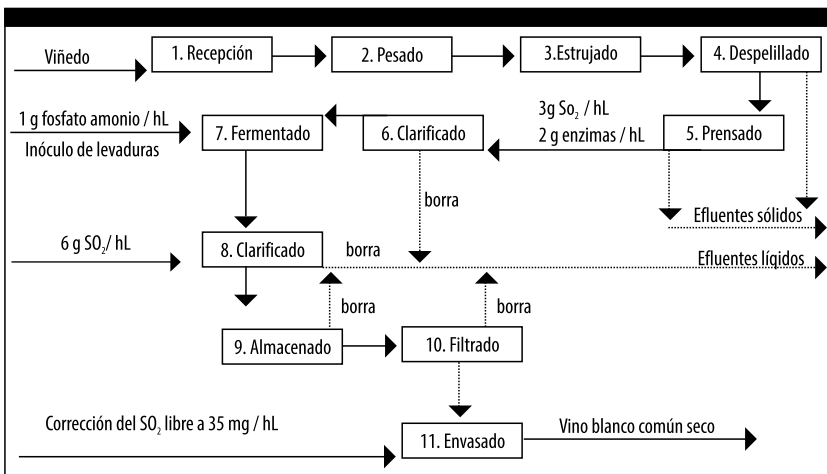 Viñedo
1. Recepción
2. Pesado
3.Estrujado
4. Despelillado
1 g fosfato amonio / hL
Inóculo de levaduras
7. Fermentado
6. Clarificado
3g So₂ / hL
2 g enzimas / hL
5. Prensado
borra
Efluentes sólidos
6 g SO₂/ hL
8. Clarificado
borra
Efluentes líqidos
borra
borra
9. Almacenado
10. Filtrado
Corrección del SO₂ libre a 35 mg / hL
11. Envasado
Vino blanco común seco